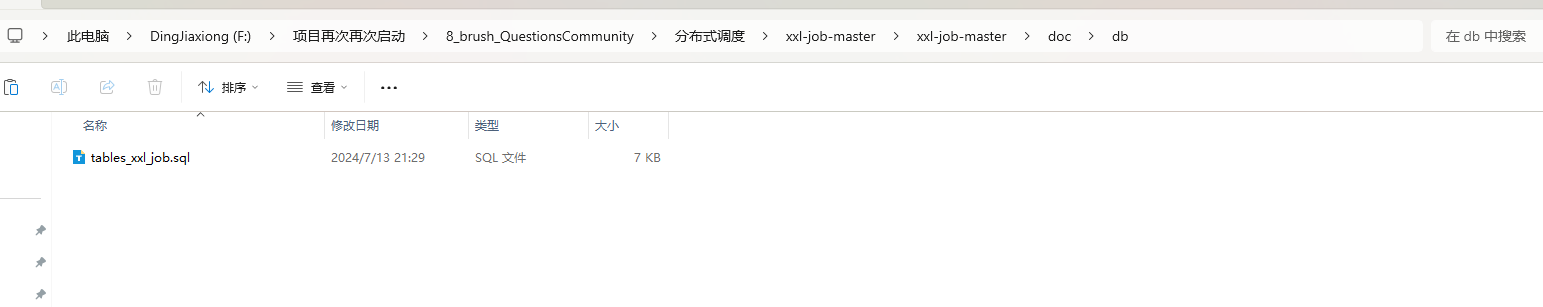 此电脑 DingJiaxiong (F:) 项目再次再次启动 8_brush_QuestionsCommunity 分布式调度 xxl-job-master xxl-job-master doc db 在 db 中搜索
排序 查看
名称 修改日期 类型 大小
tables_xxl_job.sql 2024/7/13 21:29 SQL 文件 7 KB